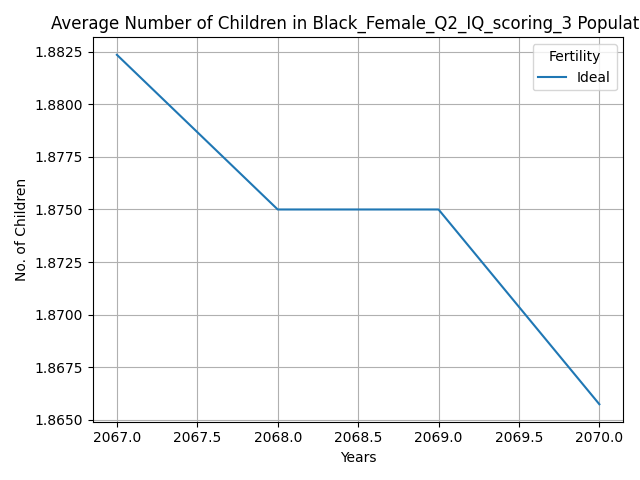 Average Number of Children in Black_Female_Q2_IQ_scoring_3 Populat
1.8825
1.8800
1.8775
1.8750
1.8725
1.8700
1.8675
1.8650
No. of Children
Fertility
Ideal
2067.0 2067.5 2068.0 2068.5 2069.0 2069.5 2070.0
Years